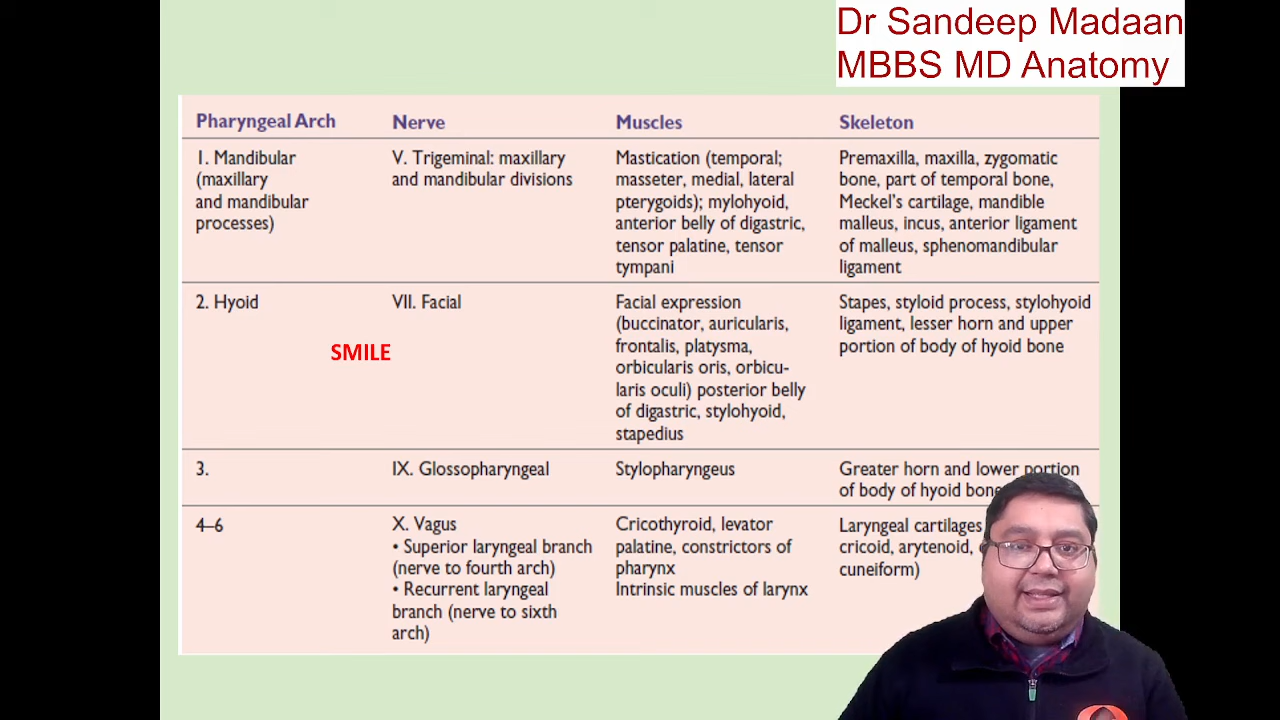 Dr Sandeep Madaan
MBBS MD Anatomy
Pharyngeal Arch Nerve Muscles Skeleton
1. Mandibular
(maxillary
and mandibular
processes)
V. Trigeminal: maxillary
and mandibular divisions
Mastication (temporal;
masseter, medial, lateral
pterygoids); mylohyoid,
anterior belly of digastric,
tensor palatine, tensor
tympani
Premaxilla, maxilla, zygomatic
bone, part of temporal bone,
Meckel's cartilage, mandible
malleus, incus, anterior ligament
of malleus, sphenomandibular
ligament
2. Hyoid
SMILE
VII. Facial
Facial expression
(buccinator, auricularis,
frontalis, platysma,
orbicularis oris, orbicu-
laris oculi) posterior belly
of digastric, stylohyoid,
stapedius
Stapes, styloid process, stylohyoid
ligament, lesser horn and upper
portion of body of hyoid bone
3.
IX. Glossopharyngeal
Stylopharyngeus
Greater horn and lower portion
of body of hyoid bone
4–6
X. Vagus
• Superior laryngeal branch
(nerve to fourth arch)
• Recurrent laryngeal
branch (nerve to sixth
arch)
Cricothyroid, levator
palatine, constrictors of
pharynx
Intrinsic muscles of larynx
Laryngeal cartilages
cricoid, arytenoid,
cuneiform)